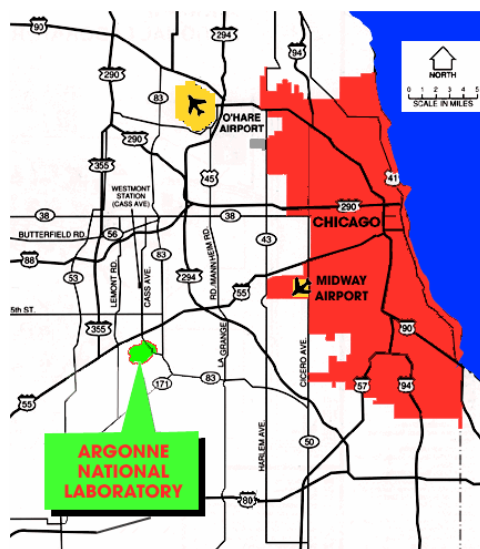 90
294
94
NORTH
0 1 2 3 4 5
SCALE IN MILES
290
294
83
O'HARE
AIRPORT
290
355
WESTMONT
STATION
(CASS AVE.)
45
41
290
38
38
CHICAGO
BUTTERFIELD RD.
56
43
88
83
53
LEMONT RD.
CASS AVE.
RD./MANNHEIM RD.
294
55
MIDWAY
AIRPORT
5th ST.
355
LA GRANGE
CICERO AVE.
90
171
83
57
94
55
HARLEM AVE.
50
ARGONNE
NATIONAL
LABORATORY
80